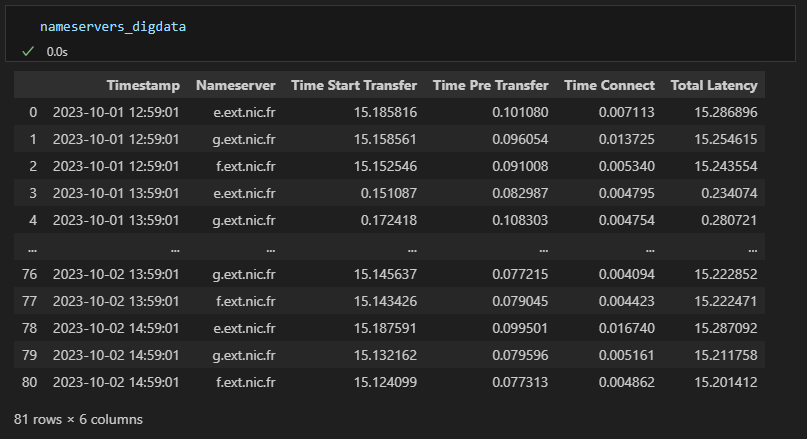 nameservers_digdata
0.0s
Timestamp Nameserver Time Start Transfer Time Pre Transfer Time Connect Total Latency
0 2023-10-01 12:59:01 e.ext.nic.fr 15.185816 0.101080 0.007113 15.286896
1 2023-10-01 12:59:01 g.ext.nic.fr 15.158561 0.096054 0.013725 15.254615
2 2023-10-01 12:59:01 f.ext.nic.fr 15.152546 0.091008 0.005340 15.243554
3 2023-10-01 13:59:01 e.ext.nic.fr 0.151087 0.082987 0.004795 0.234074
4 2023-10-01 13:59:01 g.ext.nic.fr 0.172418 0.108303 0.004754 0.280721
... ... ... ... ... ... ...
76 2023-10-02 13:59:01 g.ext.nic.fr 15.145637 0.077215 0.004094 15.222852
77 2023-10-02 13:59:01 f.ext.nic.fr 15.143426 0.079045 0.004423 15.222471
78 2023-10-02 14:59:01 e.ext.nic.fr 15.187591 0.099501 0.016740 15.287092
79 2023-10-02 14:59:01 g.ext.nic.fr 15.132162 0.079596 0.005161 15.211758
80 2023-10-02 14:59:01 f.ext.nic.fr 15.124099 0.077313 0.004862 15.201412
81 rows × 6 columns